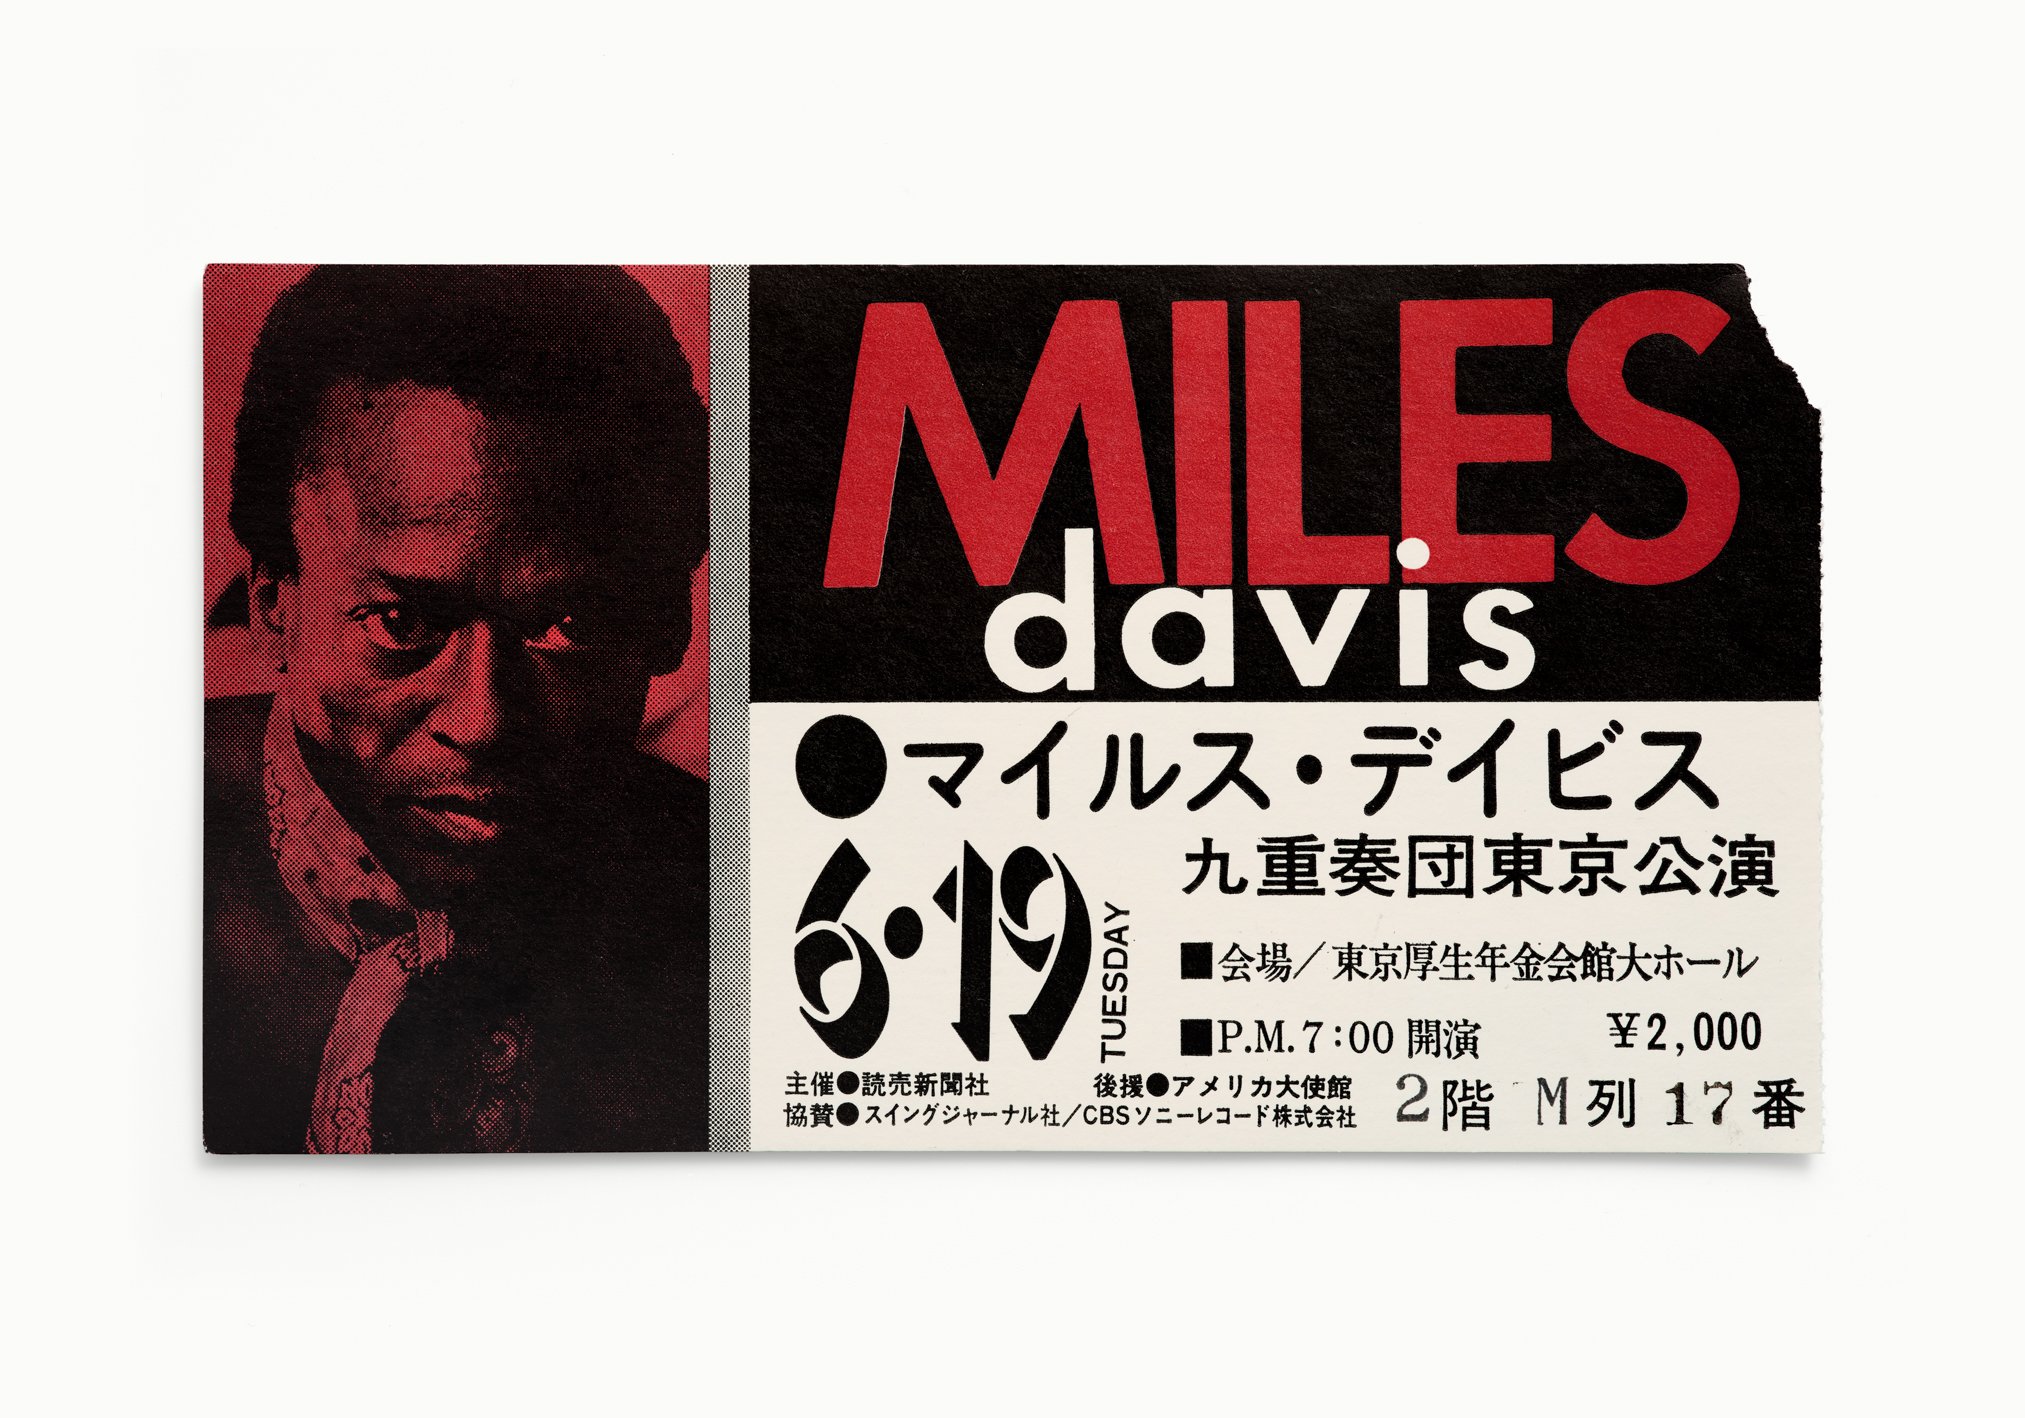 MILES
davis
●マイルス・デイビス
九重奏団東京公演
6・19
TUESDAY
■会場／東京厚生年金会館大ホール
■P.M.7:00 開演
¥2,000
主催●読売新聞社
後援●アメリカ大使館
協賛●スイングジャーナル社／CBSソニーレコード株式会社
2階 M列 17番